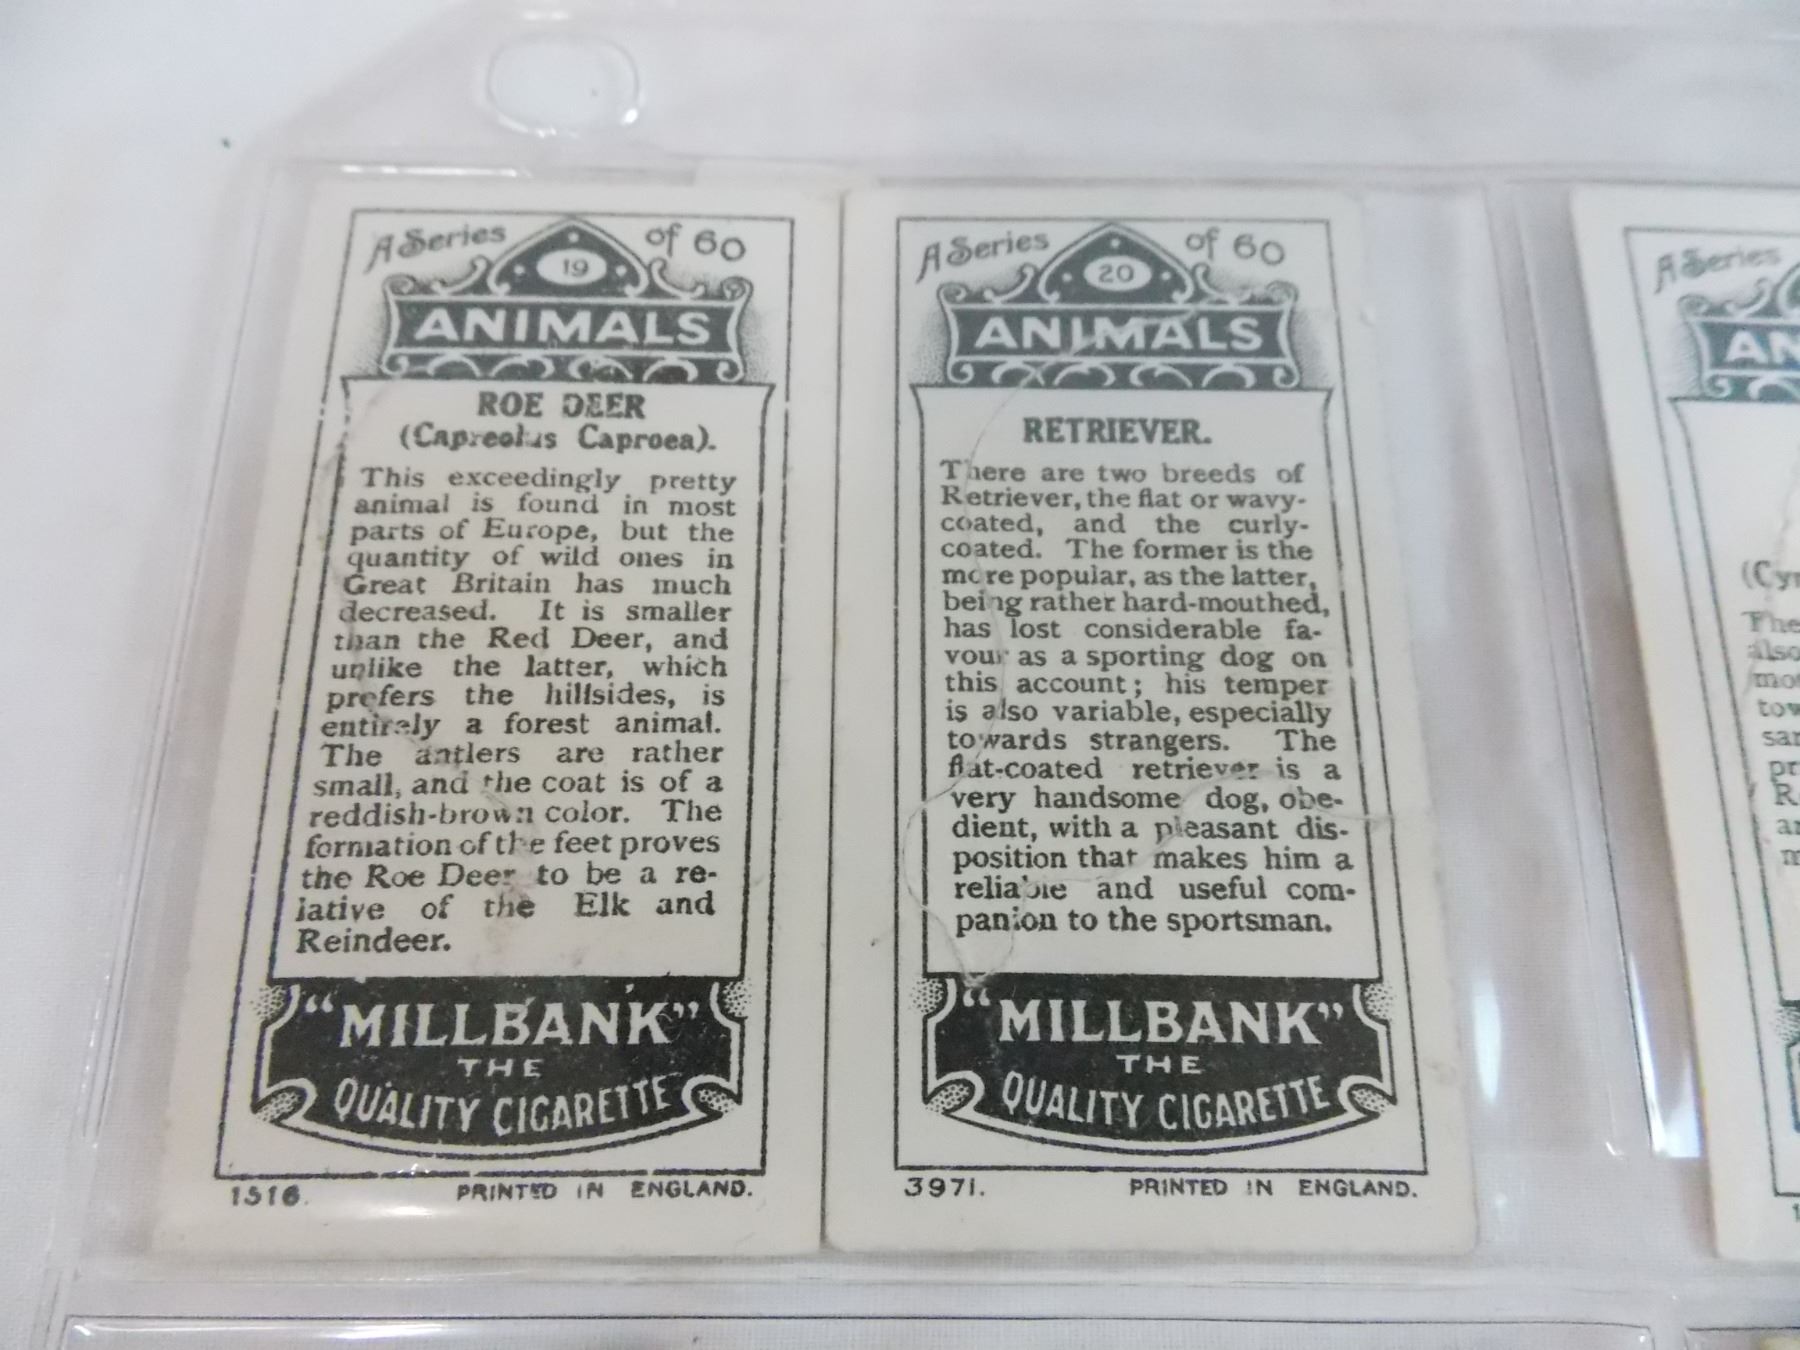 A Series of 60
19
ANIMALS
ROE DEER
(Capreolus Caproea).
This exceedingly pretty
animal is found in most
parts of Europe, but the
quantity of wild ones in
Great Britain has much
decreased. It is smaller
than the Red Deer, and
unlike the latter, which
prefers the hillsides, is
entirely a forest animal.
The antlers are rather
small, and the coat is of a
reddish-brown color. The
formation of the feet proves
the Roe Deer to be a re-
lative of the Elk and
Reindeer.
"MILLBANK"
THE
QUALITY CIGARETTE
1516.
PRINTED IN ENGLAND.
A Series of 60
20
ANIMALS
RETRIEVER.
There are two breeds of
Retriever, the flat or wavy-
coated, and the curly-
coated. The former is the
more popular, as the latter,
being rather hard-mouthed,
has lost considerable fa-
vour as a sporting dog on
this account; his temper
is also variable, especially
towards strangers. The
flat-coated retriever is a
very handsome dog, obe-
dient, with a pleasant dis-
position that makes him a
reliable and useful com-
panion to the sportsman.
"MILLBANK"
THE
QUALITY CIGARETTE
3971.
PRINTED IN ENGLAND.
A Series
AN
(Cyn
The
also